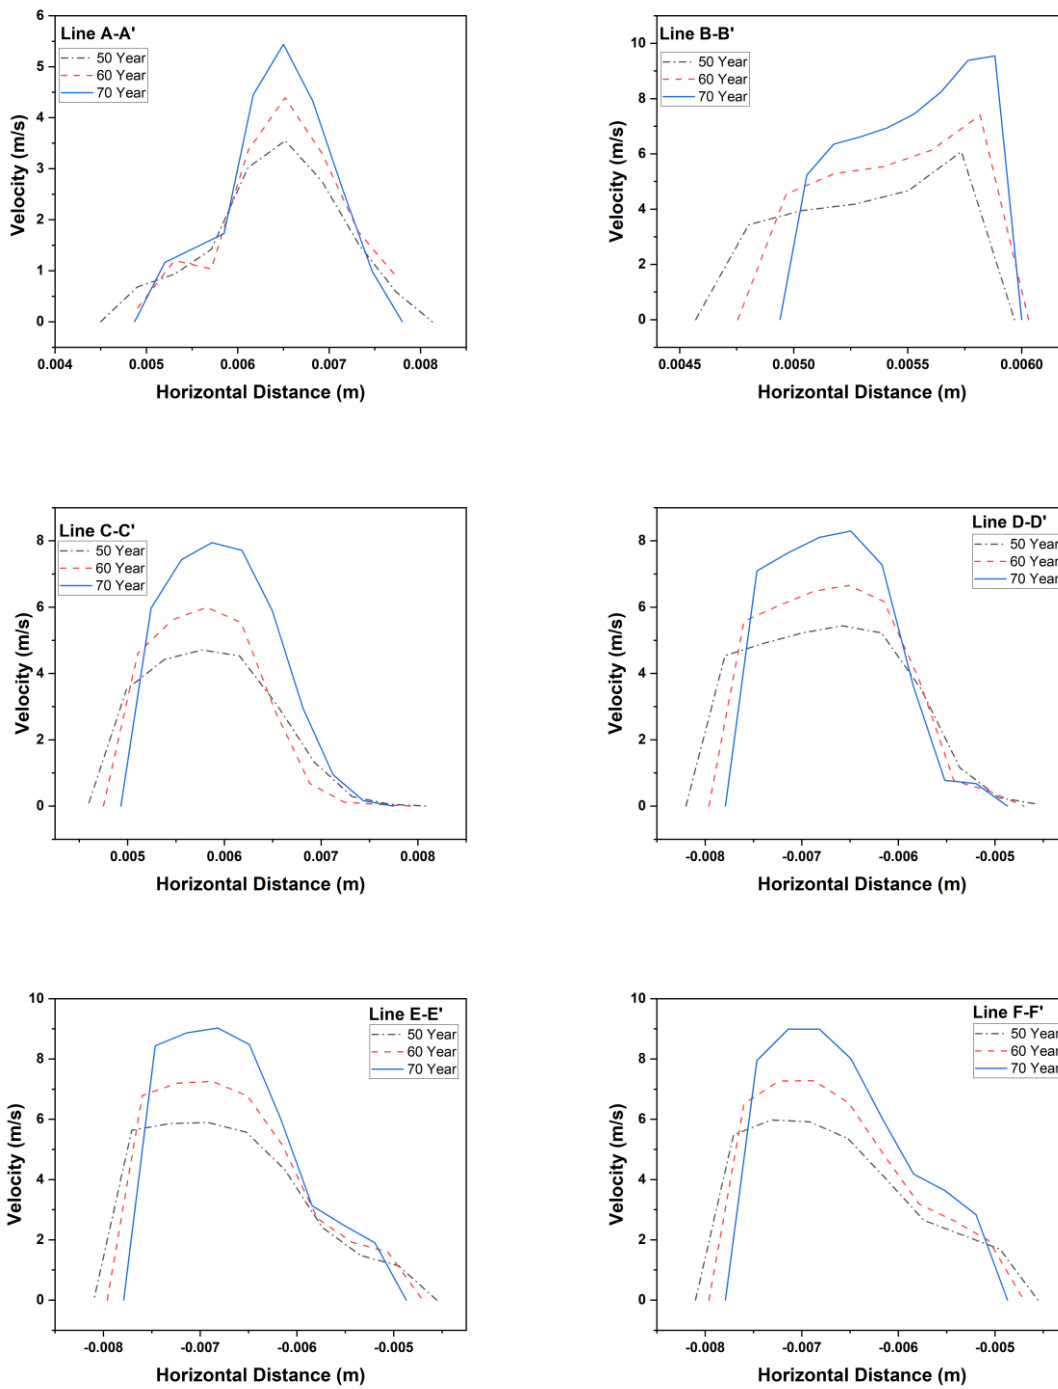 Line A-A'
50 Year
60 Year
70 Year
6
5
4
3
2
1
0
Velocity (m/s)
0.004 0.005 0.006 0.007 0.008
Horizontal Distance (m)
Line B-B'
50 Year
60 Year
70 Year
10
8
6
4
2
0
Velocity (m/s)
0.0045 0.0050 0.0055 0.0060
Horizontal Distance (m)
Line C-C'
50 Year
60 Year
70 Year
8
6
4
2
0
Velocity (m/s)
0.005 0.006 0.007 0.008
Horizontal Distance (m)
Line D-D'
50 Year
60 Year
70 Year
8
6
4
2
0
Velocity (m/s)
-0.008 -0.007 -0.006 -0.005
Horizontal Distance (m)
Line E-E'
50 Year
60 Year
70 Year
10
8
6
4
2
0
Velocity (m/s)
-0.008 -0.007 -0.006 -0.005
Horizontal Distance (m)
Line F-F'
50 Year
60 Year
70 Year
10
8
6
4
2
0
Velocity (m/s)
-0.008 -0.007 -0.006 -0.005
Horizontal Distance (m)